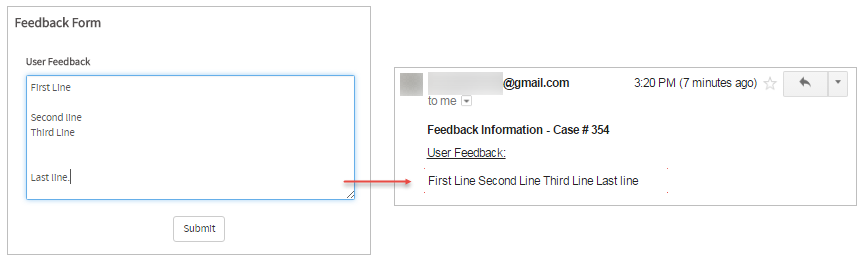 Feedback Form
User Feedback
First Line
Second line
Third Line
Last line.
Submit
@gmail.com
3:20 PM (7 minutes ago)
to me
Feedback Information - Case # 354
User Feedback:
First Line Second Line Third Line Last line